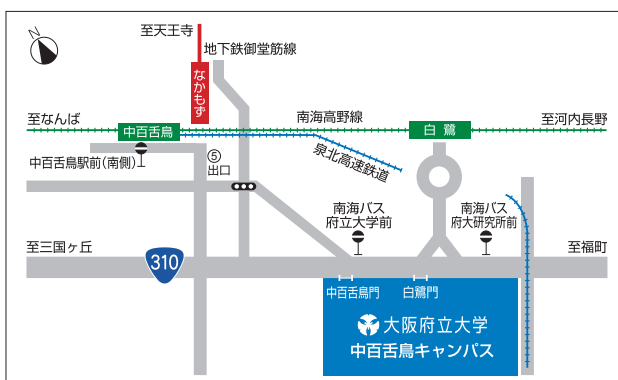 N
至天王寺
地下鉄御堂筋線
なかもず
至なんば
中百舌鳥
南海高野線
白鷺
至河内長野
泉北高速鉄道
中百舌鳥駅前(南側)
⑤
出口
南海バス
府立大学前
南海バス
府大研究所前
至三国ヶ丘
310
至福町
中百舌鳥門
白鷺門
大阪府立大学
中百舌鳥キャンパス